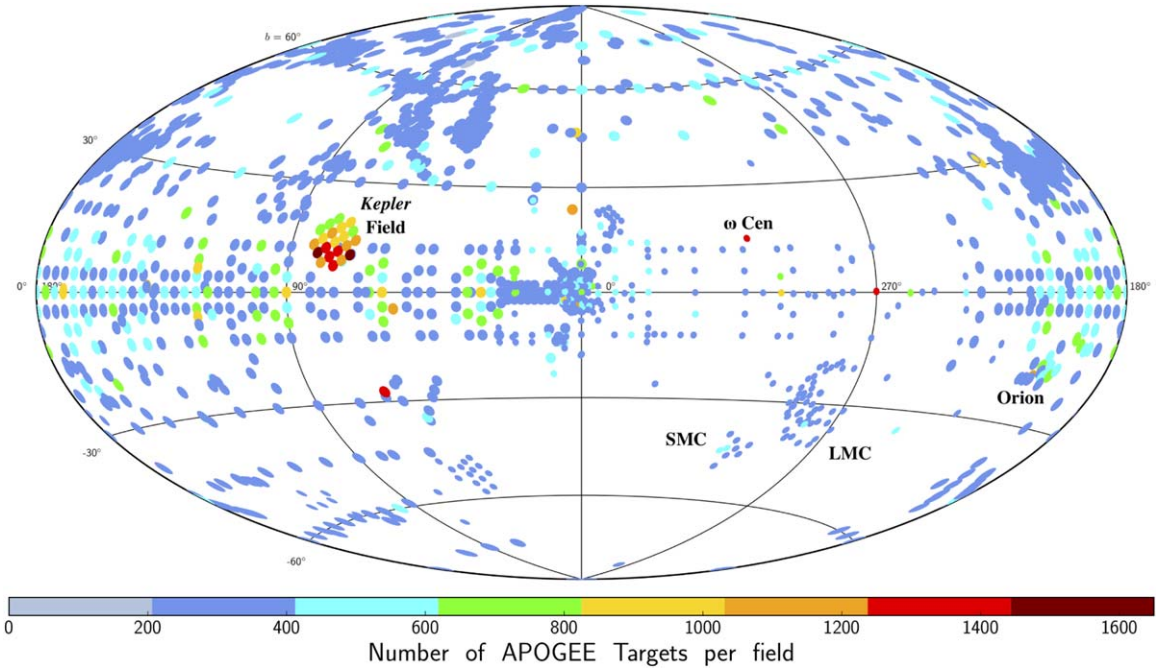 b = 60°
30°
Kepler
Field
ω Cen
0°
180°
90°
0°
270°
180°
Orion
SMC
LMC
-30°
-60°
0 200 400 600 800 1000 1200 1400 1600
Number of APOGEE Targets per field